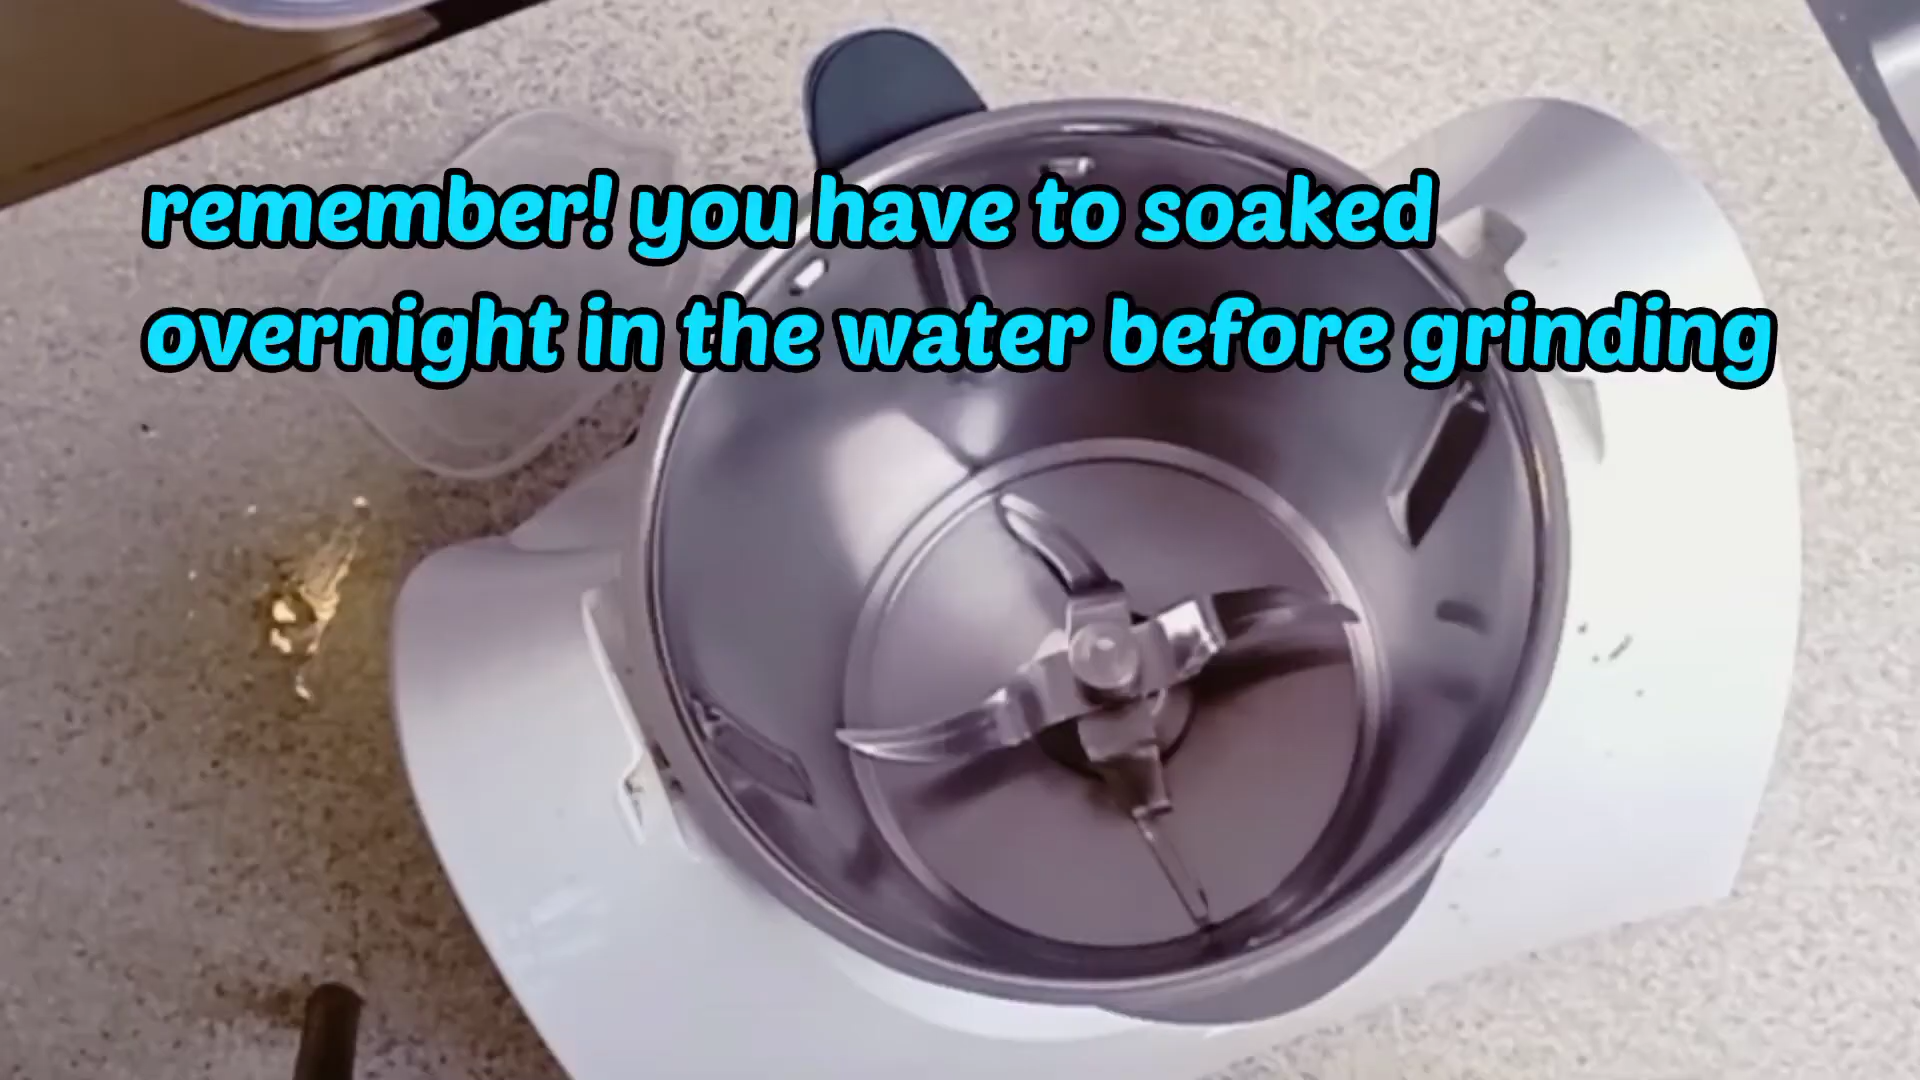 remember! you have to soaked
overnight in the water before grinding